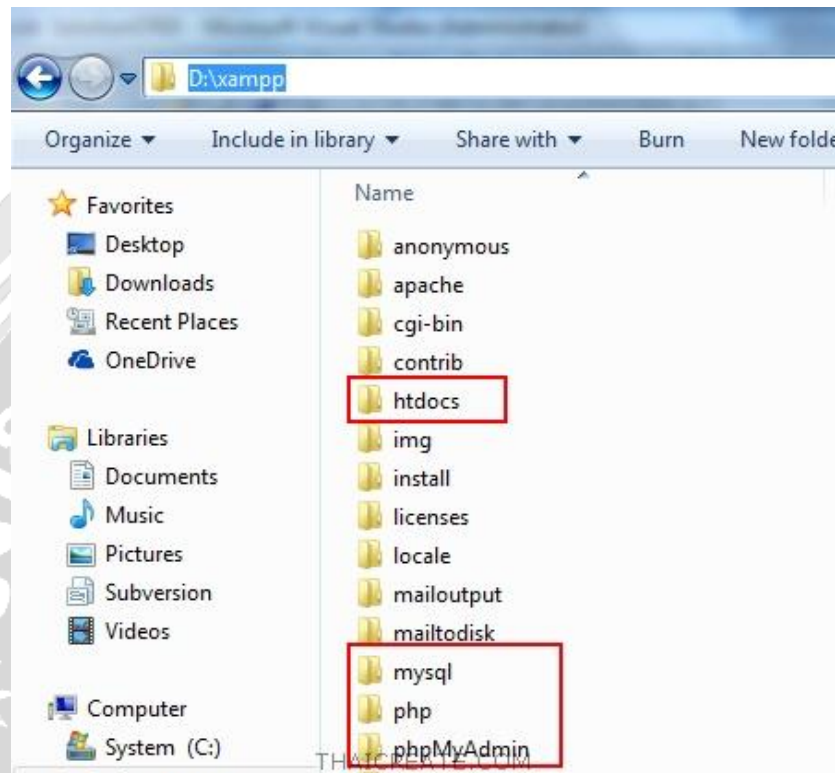 D:\xampp
Organize Include in library Share with Burn New folde
Name
Favorites
Desktop
Downloads
Recent Places
OneDrive
Libraries
Documents
Music
Pictures
Subversion
Videos
Computer
System (C:)
anonymous
apache
cgi-bin
contrib
htdocs
img
install
licenses
locale
mailoutput
mailtodisk
mysql
php
phpMyAdmin
THAICREATE.COM